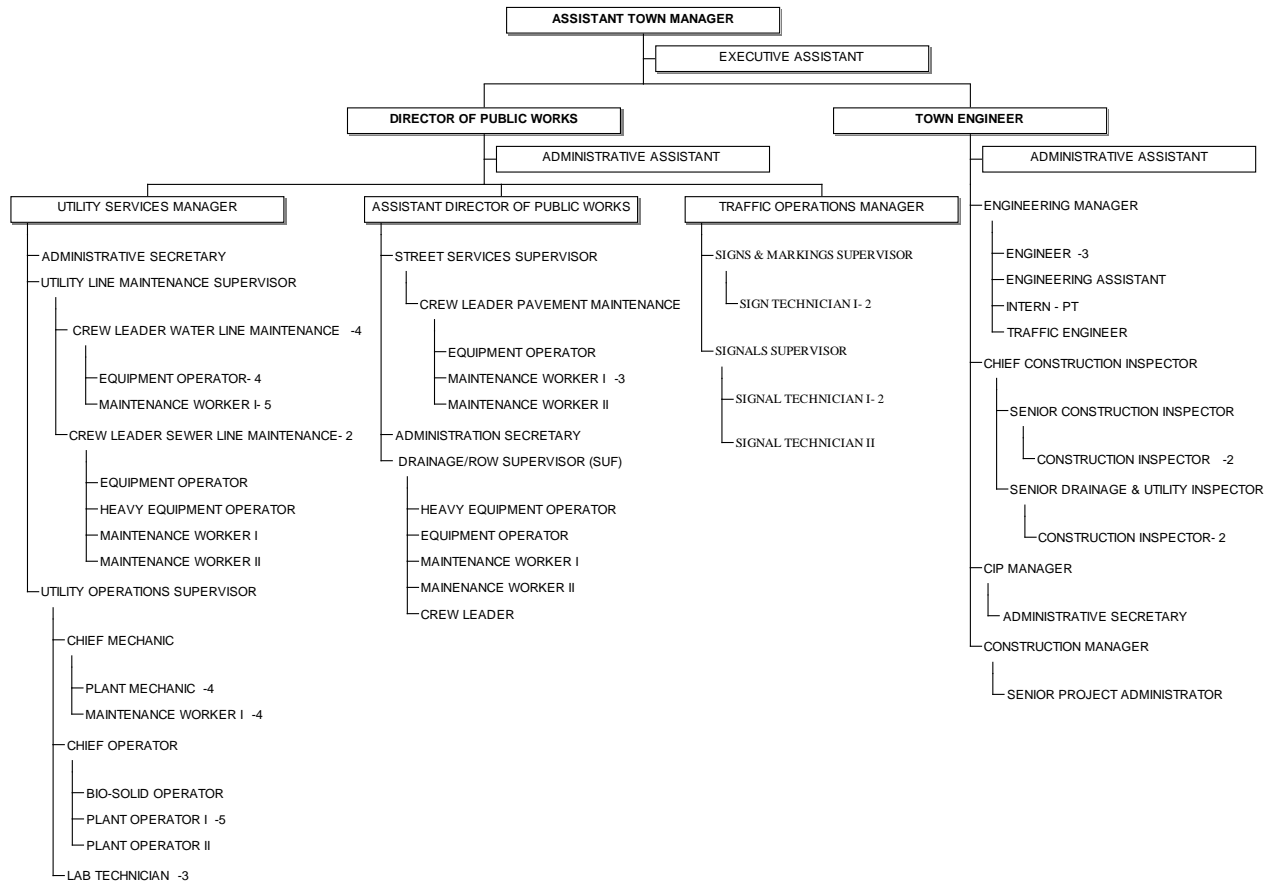 ASSISTANT TOWN MANAGER
EXECUTIVE ASSISTANT
DIRECTOR OF PUBLIC WORKS
ADMINISTRATIVE ASSISTANT
UTILITY SERVICES MANAGER
ADMINISTRATIVE SECRETARY
UTILITY LINE MAINTENANCE SUPERVISOR
CREW LEADER WATER LINE MAINTENANCE -4
EQUIPMENT OPERATOR- 4
MAINTENANCE WORKER I- 5
CREW LEADER SEWER LINE MAINTENANCE- 2
EQUIPMENT OPERATOR
HEAVY EQUIPMENT OPERATOR
MAINTENANCE WORKER I
MAINTENANCE WORKER II
UTILITY OPERATIONS SUPERVISOR
CHIEF MECHANIC
PLANT MECHANIC -4
MAINTENANCE WORKER I -4
CHIEF OPERATOR
BIO-SOLID OPERATOR
PLANT OPERATOR I -5
PLANT OPERATOR II
LAB TECHNICIAN -3
ASSISTANT DIRECTOR OF PUBLIC WORKS
STREET SERVICES SUPERVISOR
CREW LEADER PAVEMENT MAINTENANCE
EQUIPMENT OPERATOR
MAINTENANCE WORKER I -3
MAINTENANCE WORKER II
ADMINISTRATION SECRETARY
DRAINAGE/ROW SUPERVISOR (SUF)
HEAVY EQUIPMENT OPERATOR
EQUIPMENT OPERATOR
MAINTENANCE WORKER I
MAINENANCE WORKER II
CREW LEADER
TRAFFIC OPERATIONS MANAGER
SIGNS & MARKINGS SUPERVISOR
SIGN TECHNICIAN I- 2
SIGNALS SUPERVISOR
SIGNAL TECHNICIAN I- 2
SIGNAL TECHNICIAN II
TOWN ENGINEER
ADMINISTRATIVE ASSISTANT
ENGINEERING MANAGER
ENGINEER -3
ENGINEERING ASSISTANT
INTERN - PT
TRAFFIC ENGINEER
CHIEF CONSTRUCTION INSPECTOR
SENIOR CONSTRUCTION INSPECTOR
CONSTRUCTION INSPECTOR -2
SENIOR DRAINAGE & UTILITY INSPECTOR
CONSTRUCTION INSPECTOR- 2
CIP MANAGER
ADMINISTRATIVE SECRETARY
CONSTRUCTION MANAGER
SENIOR PROJECT ADMINISTRATOR